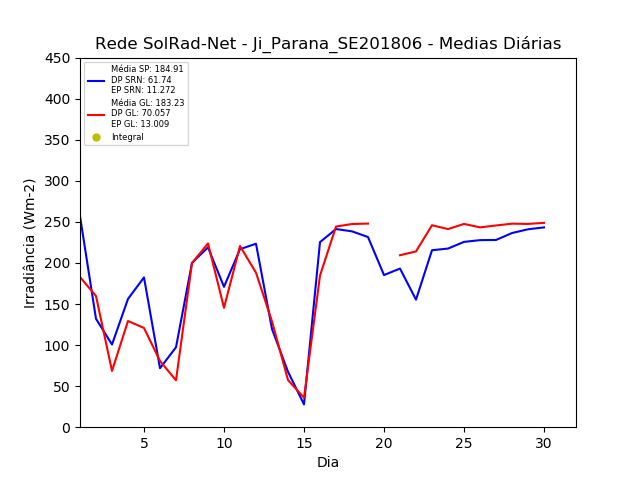 Rede SolRad-Net - Ji_Parana_SE201806 - Medias Diárias
Média SP: 184.91
DP SRN: 61.74
EP SRN: 11.272
Média GL: 183.23
DP GL: 70.057
EP GL: 13.009
Integral
Irradiância (Wm-2)
450
400
350
300
250
200
150
100
50
0
5
10
15
20
25
30
Dia